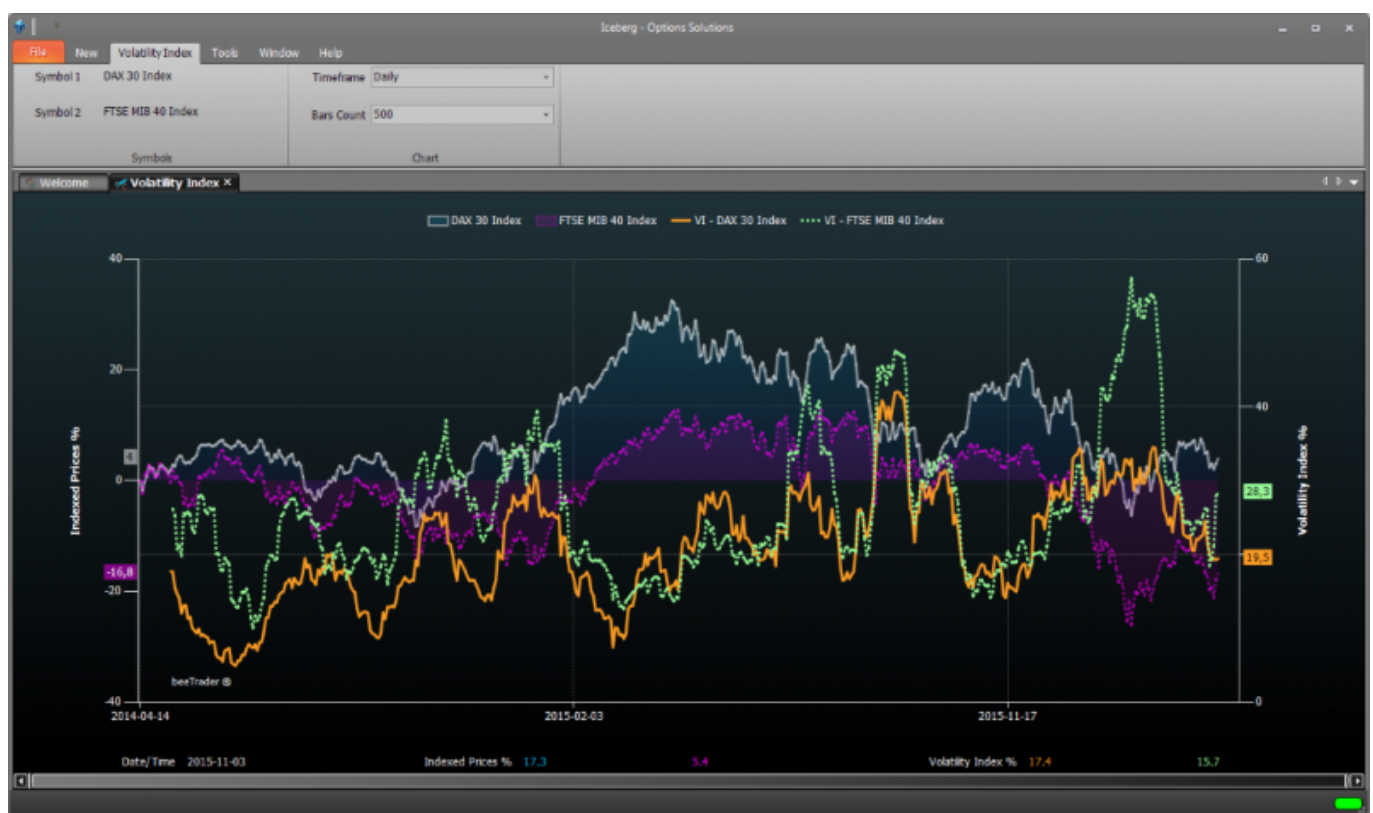 Iceberg - Options Solutions
File New Volatility Index Tools Window Help
Symbol 1 DAX 30 Index Timeframe Daily
Symbol 2 FTSE MIB 40 Index Bars Count 500
Symbols Chart
Welcome Volatility Index ×
DAX 30 Index FTSE MIB 40 Index VI - DAX 30 Index VI - FTSE MIB 40 Index
40 60
20
40
Indexed Prices %
Volatility Index %
4
0
28,3
19,5
-16,8
-20
beeTrader ®
-40 0
2014-04-14 2015-02-03 2015-11-17
Date/Time 2015-11-03 Indexed Prices % 17.3 5.4 Volatility Index % 17.4 15.7